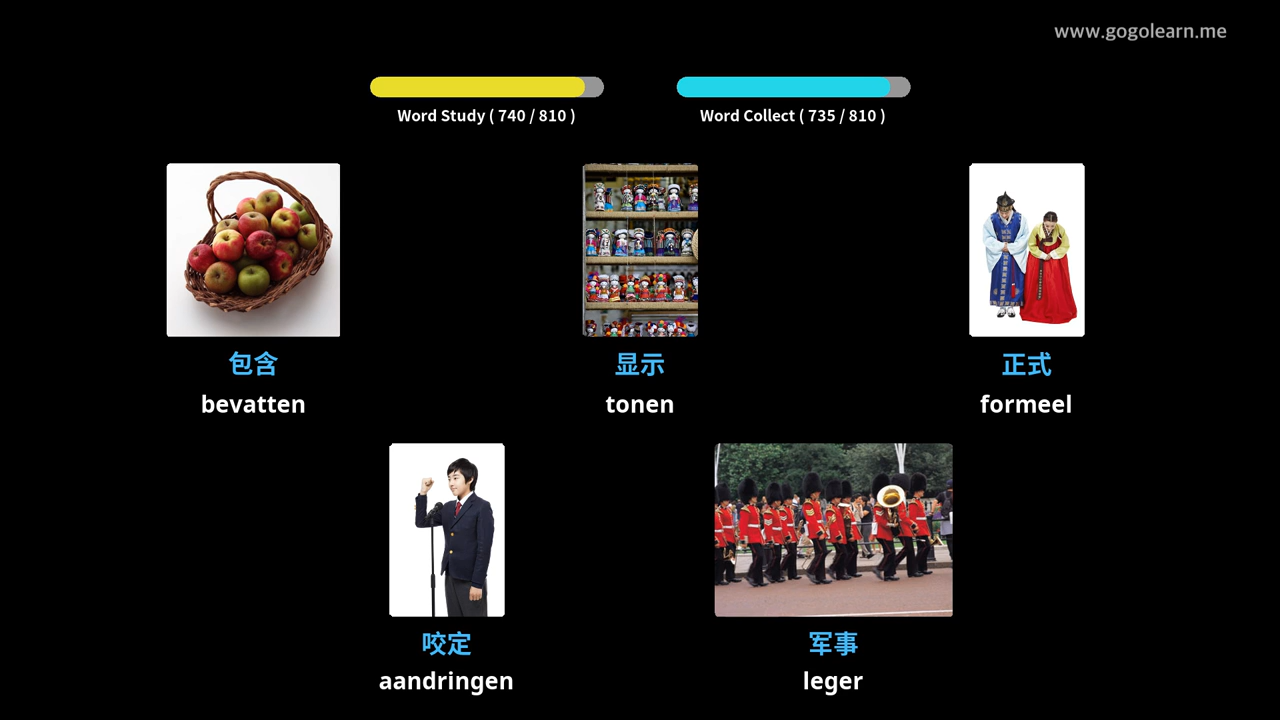 www.gogolearn.me
Word Study ( 740 / 810 )
Word Collect ( 735 / 810 )
包含
bevatten
显示
tonen
正式
formeel
咬定
aandringen
军事
leger